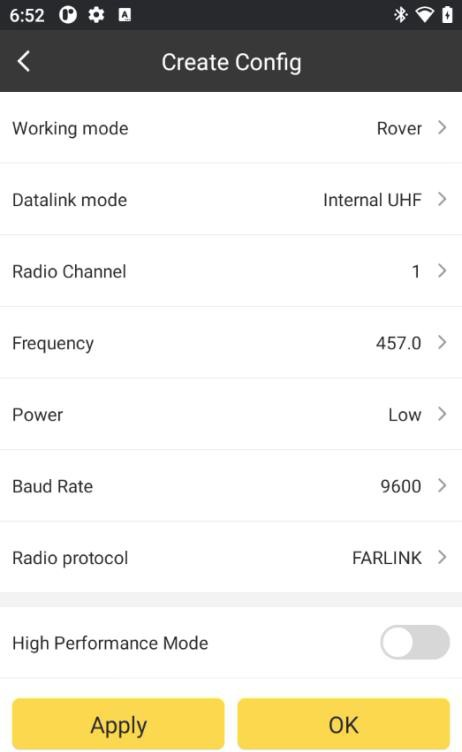 6:52
Create Config
Working mode Rover
Datalink mode Internal UHF
Radio Channel 1
Frequency 457.0
Power Low
Baud Rate 9600
Radio protocol FARLINK
High Performance Mode
Apply OK